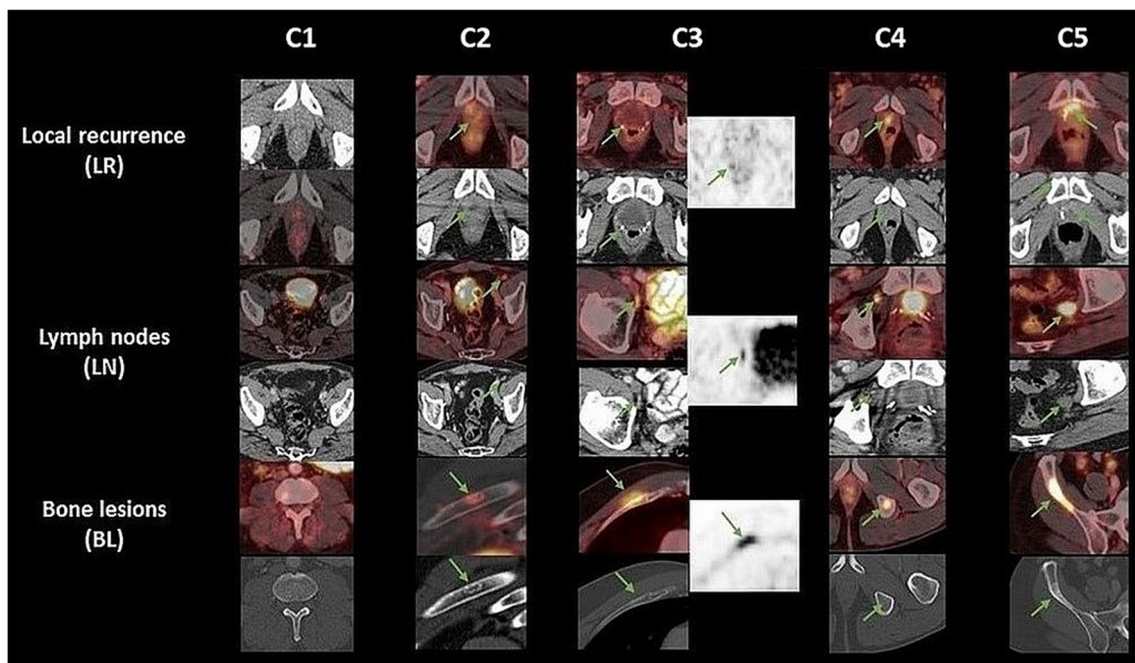 C1 C2 C3 C4 C5
Local recurrence
(LR)
Lymph nodes
(LN)
Bone lesions
(BL)